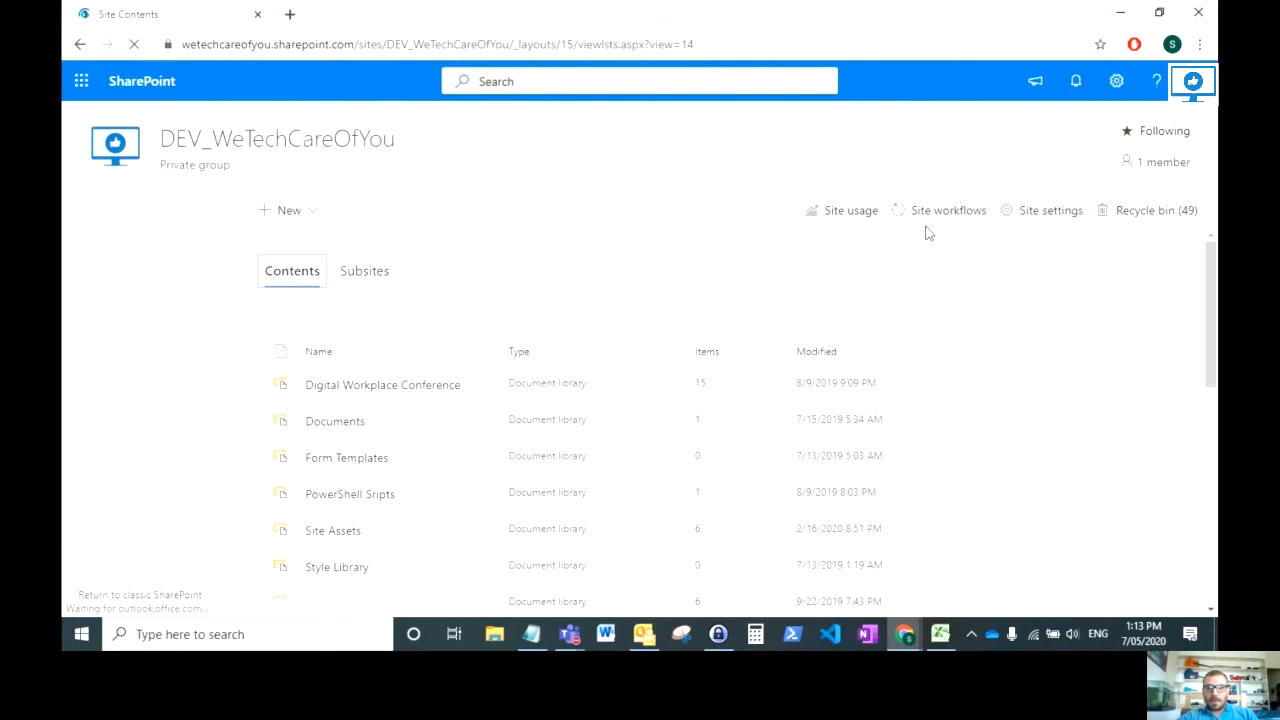 Site Contents
wetechcareofyou.sharepoint.com/sites/DEV_WeTechCareOfYou/_layouts/15/viewlsts.aspx?view=14
S
SharePoint
Search
?
DEV_WeTechCareOfYou
Private group
Following
1 member
New
Site usage
Site workflows
Site settings
Recycle bin (49)
Contents
Subsites
Name Type Items Modified
Digital Workplace Conference Document library 15 8/9/2019 9:09 PM
Documents Document library 1 7/15/2019 5:34 AM
Form Templates Document library 0 7/13/2019 5:03 AM
PowerShell Sripts Document library 1 8/9/2019 8:03 PM
Site Assets Document library 6 2/16/2020 8:51 PM
Style Library Document library 0 7/13/2019 1:19 AM
Document library 6 9/22/2019 7:43 PM
Return to classic SharePoint
Waiting for outlook.office.com...
Type here to search
ENG
1:13 PM
7/05/2020